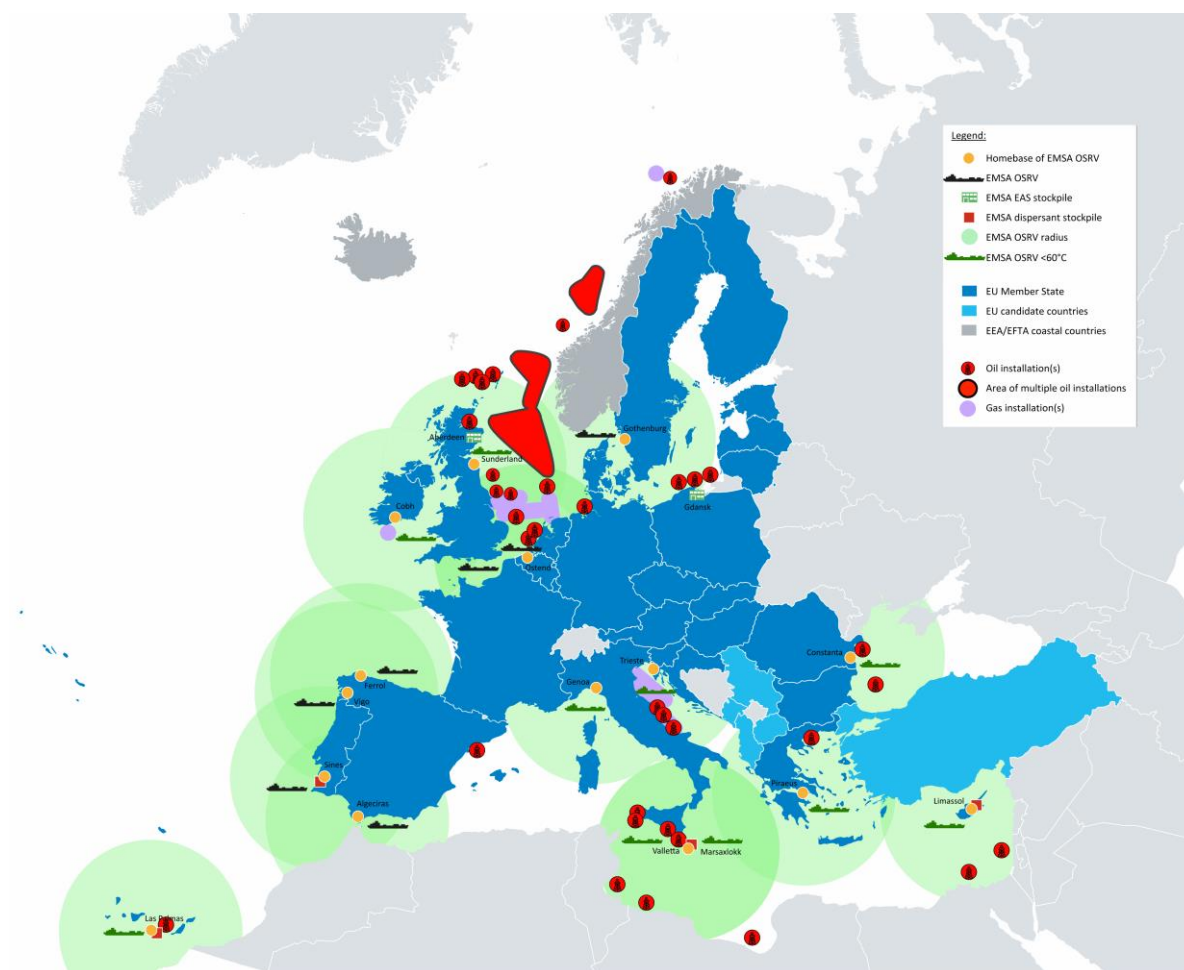 Legend:
Homebase of EMSA OSRV
EMSA OSRV
EMSA EAS stockpile
EMSA dispersant stockpile
EMSA OSRV radius
EMSA OSRV <60°C
EU Member State
EU candidate countries
EEA/EFTA coastal countries
Oil installation(s)
Area of multiple oil installations
Gas installation(s)
Gothenburg
Aberdeen
Sunderland
Cobh
Gdansk
Osteno
Trieste
Constanta
Genoa
Ferrol
Vigo
Sines
Piraeus
Limassol
Algeciras
Valletta
Marsaxlokk
Las Palmas